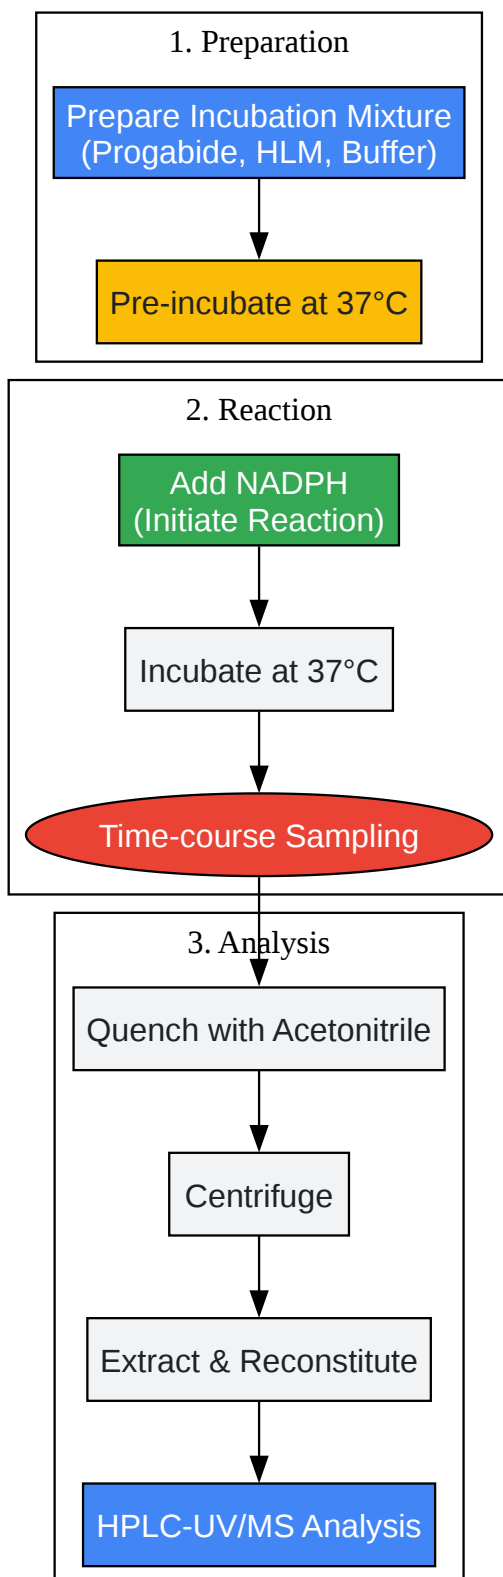 1. Preparation
Prepare Incubation Mixture
(Progabide, HLM, Buffer)
Pre-incubate at 37°C
2. Reaction
Add NADPH
(Initiate Reaction)
Incubate at 37°C
Time-course Sampling
3. Analysis
Quench with Acetonitrile
Centrifuge
Extract & Reconstitute
HPLC-UV/MS Analysis